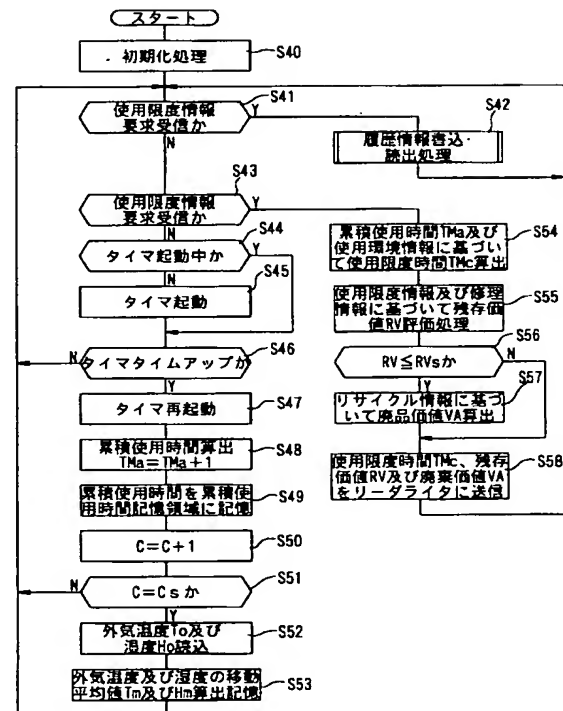 スタート
初期化処理
S40
使用限度情報
要求受信か
S41
Y
N
履歴情報書込・
読出処理
S42
使用限度情報
要求受信か
S43
Y
N
タイマ起動中か
S44
Y
N
タイマ起動
S45
タイマタイムアップか
S46
N
Y
タイマ再起動
S47
累積使用時間算出
TMa=TMa+1
S48
累積使用時間を累積使
用時間記憶領域に記憶
S49
C=C+1
S50
C=Csか
S51
N
Y
外気温度To及び
湿度Ho読込
S52
外気温度及び湿度の移動
平均値Tm及びHm算出記憶
S53
累積使用時間TMa及び
使用環境情報に基づい
て使用限度時間TMc算出
S54
使用限度情報及び修理
情報に基づいて残存価
値RV評価処理
S55
RV≦RVsか
S56
N
Y
リサイクル情報に基づ
いて廃品価値VA算出
S57
使用限度時間TMc、残存
価値RV及び廃棄価値VA
をリーダライタに送信
S58